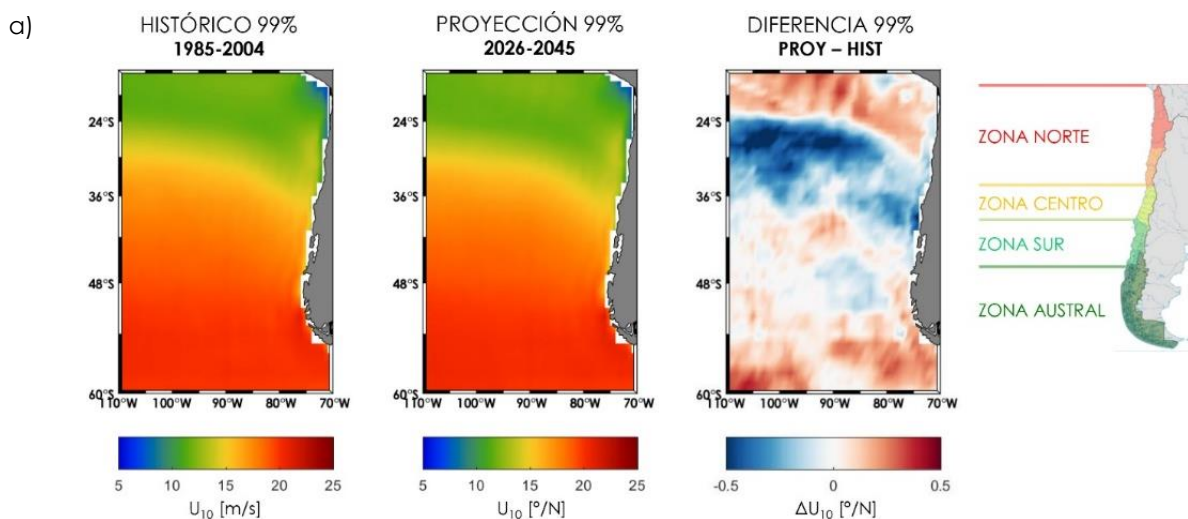 a)
HISTÓRICO 99%
1985-2004
PROYECCIÓN 99%
2026-2045
DIFERENCIA 99%
PROY – HIST
24°S
36°S
48°S
60°S
110°W 100°W 90°W 80°W 70°W
24°S
36°S
48°S
60°S
110°W 100°W 90°W 80°W 70°W
24°S
36°S
48°S
60°S
110°W 100°W 90°W 80°W 70°W
ZONA NORTE
ZONA CENTRO
ZONA SUR
ZONA AUSTRAL
5 10 15 20 25
U10 [m/s]
5 10 15 20 25
U10 [°/N]
-0.5 0 0.5
ΔU10 [°/N]